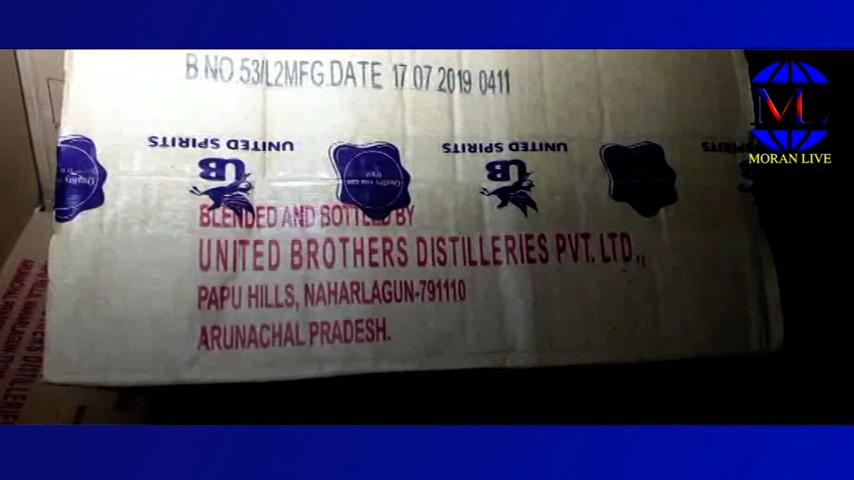 B.NO.53/L2MFG.DATE 17 07 2019 0411
UNITED SPIRITS
UNITED SPIRITS
UB
UB
BLENDED AND BOTTLED BY
UNITED BROTHERS DISTILLERIES PVT. LTD.,
PAPU HILLS, NAHARLAGUN-791110
ARUNACHAL PRADESH.
ML
MORAN LIVE